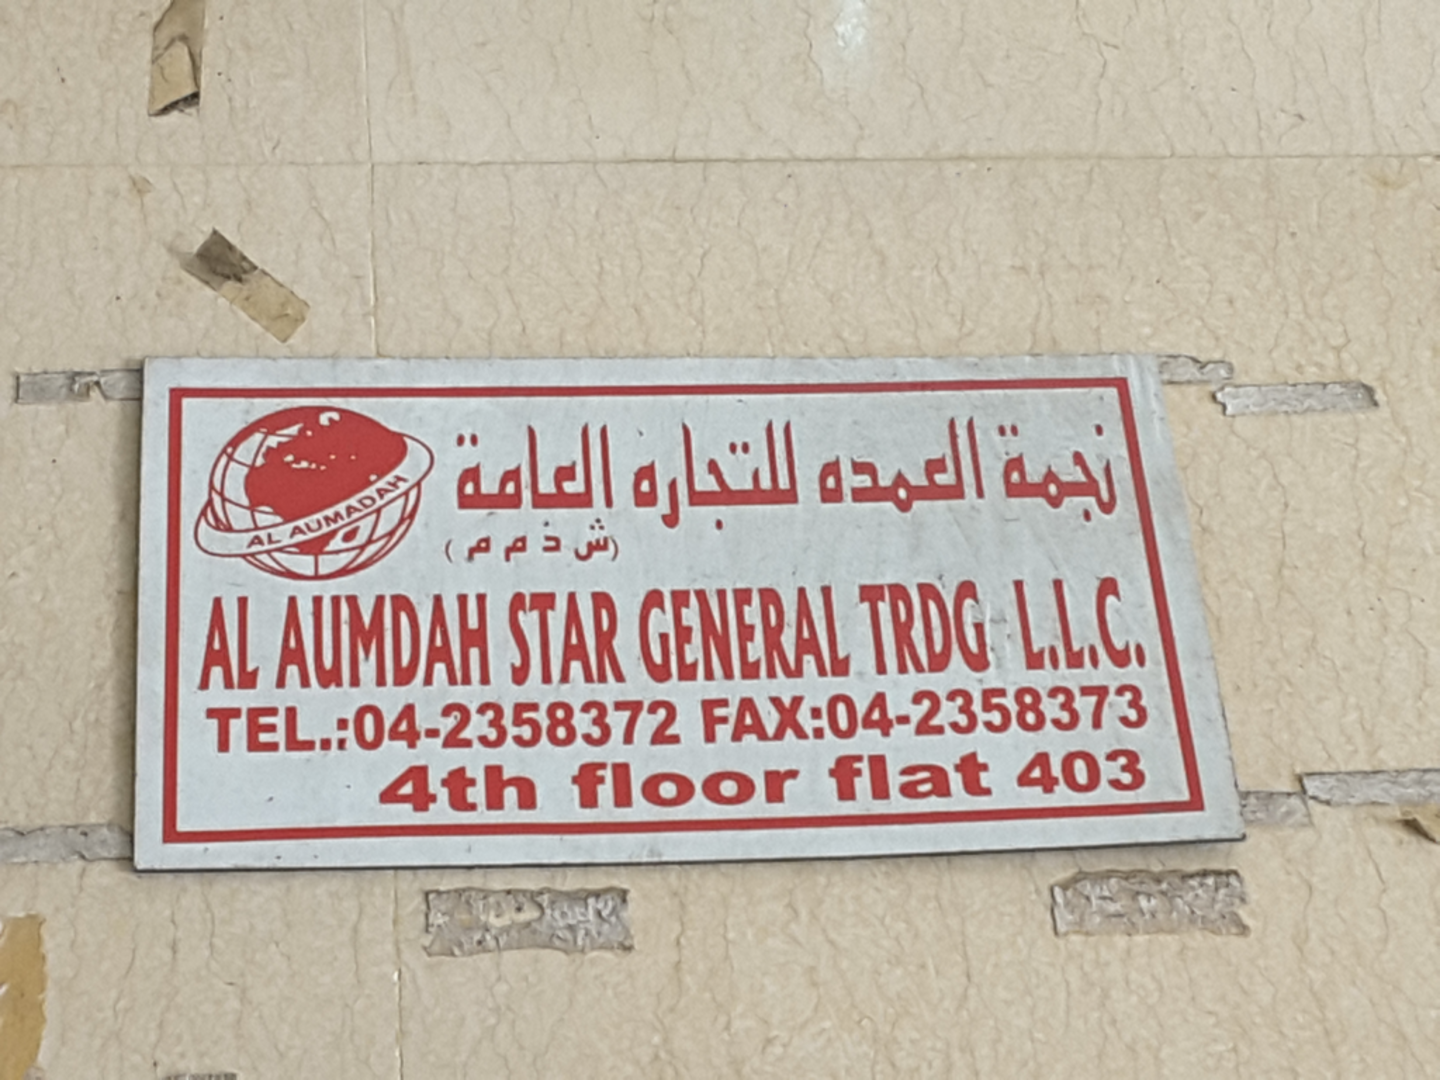 نجمة العمده للتجاره العامة
(ش ذ م م)
AL AUMADAH
AL AUMDAH STAR GENERAL TRDG L.L.C.
TEL.:04-2358372 FAX:04-2358373
4th floor flat 403